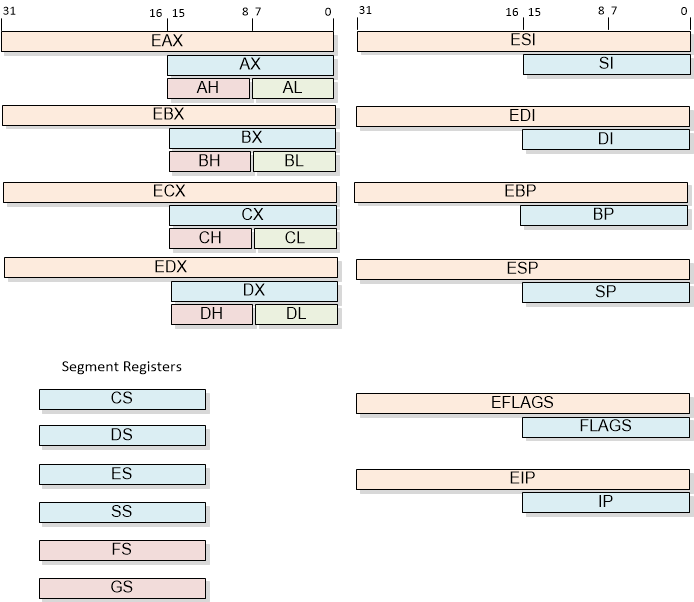 31 16 15 8 7 0
EAX
AX
AH AL
EBX
BX
BH BL
ECX
CX
CH CL
EDX
DX
DH DL
31 16 15 8 7 0
ESI
SI
EDI
DI
EBP
BP
ESP
SP
Segment Registers
CS
DS
ES
SS
FS
GS
EFLAGS
FLAGS
EIP
IP